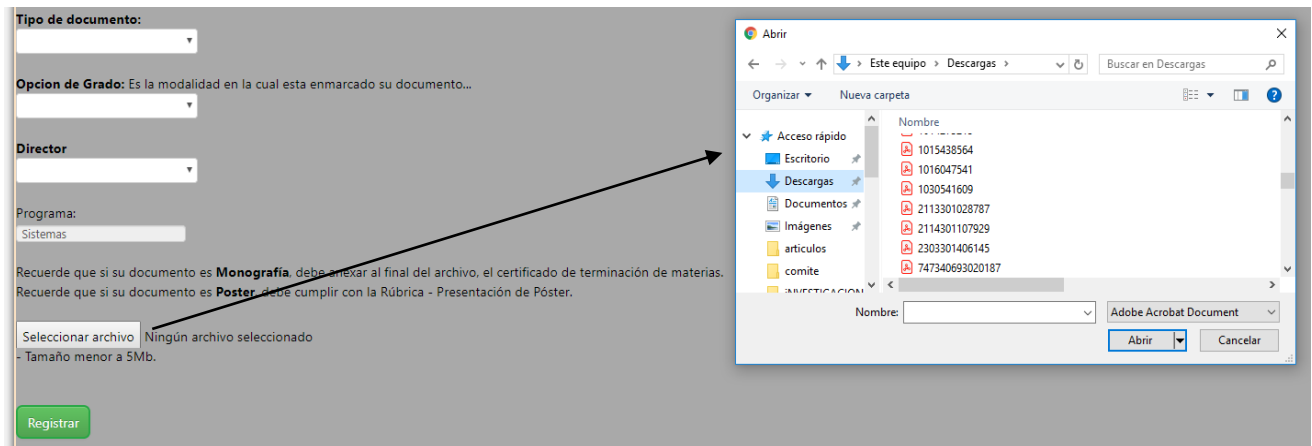 Tipo de documento:
Opcion de Grado: Es la modalidad en la cual esta enmarcado su documento...
Director
Programa:
Sistemas
Recuerde que si su documento es Monografía, debe anexar al final del archivo, el certificado de terminación de materias.
Recuerde que si su documento es Poster, debe cumplir con la Rúbrica - Presentación de Póster.
Seleccionar archivo Ningún archivo seleccionado
- Tamaño menor a 5Mb.
Registrar
Abrir
Este equipo > Descargas >
Buscar en Descargas
Organizar
Nueva carpeta
Acceso rápido
Escritorio
Descargas
Documentos
Imágenes
articulos
comite
iNVESTIGACION
Nombre
1015438564
1016047541
1030541609
2113301028787
2114301107929
2303301406145
747340693020187
Nombre:
Adobe Acrobat Document
Abrir
Cancelar